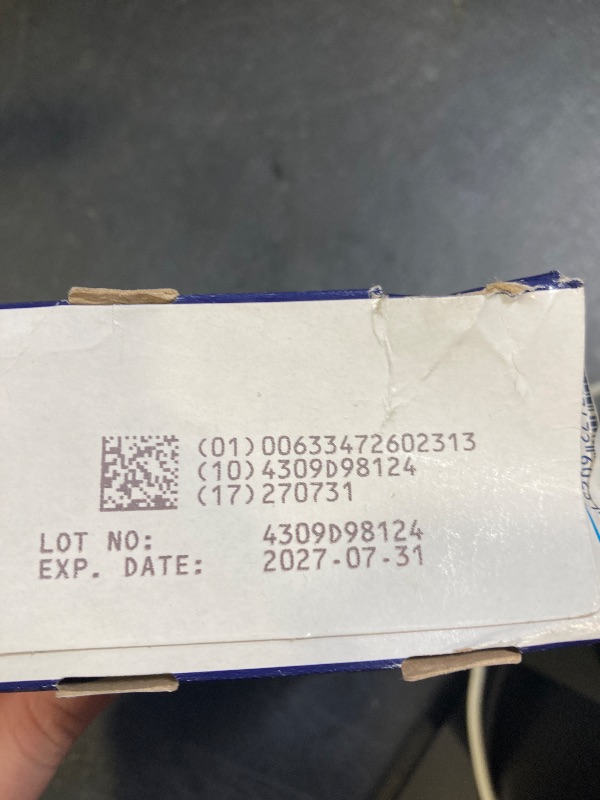 (01)00633472602313
(10)4309D98124
(17)270731
LOT NO: 4309D98124
EXP. DATE: 2027-07-31